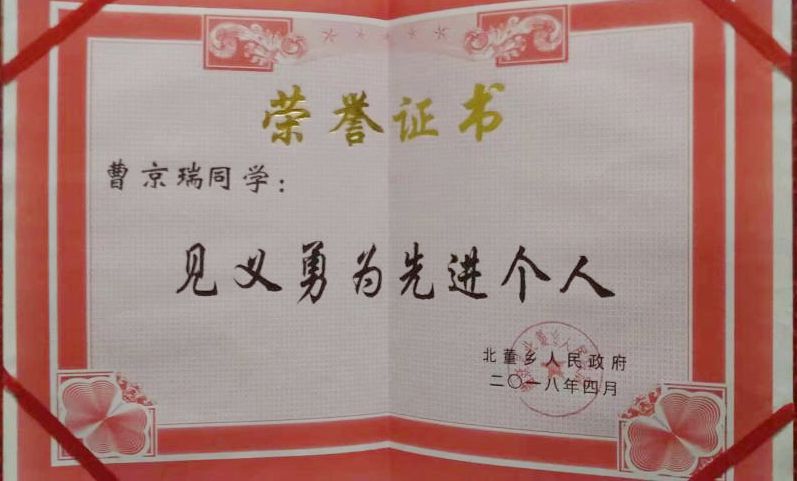 荣誉证书
曹京瑞同学：
见义勇为先进个人
北董乡人民政府
二〇一八年四月